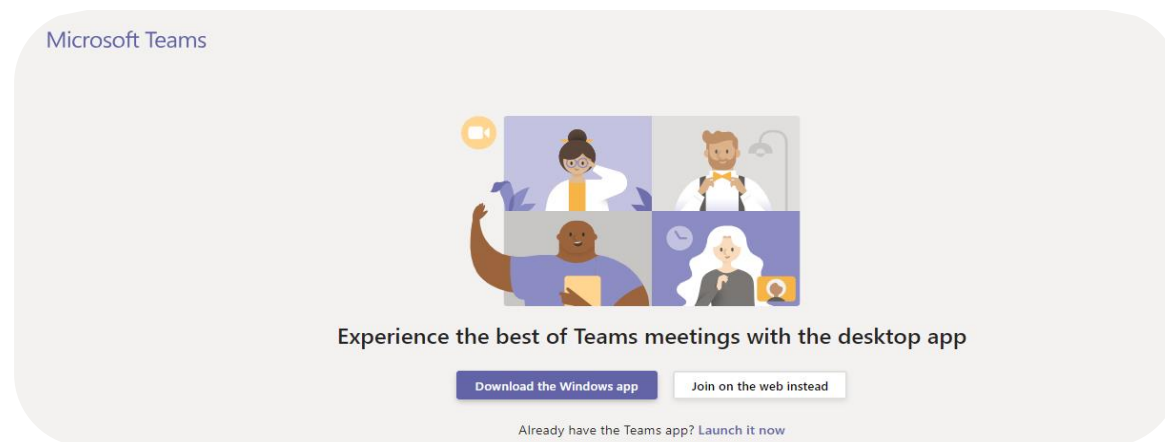 Microsoft Teams
Experience the best of Teams meetings with the desktop app
Download the Windows app
Join on the web instead
Already have the Teams app? Launch it now